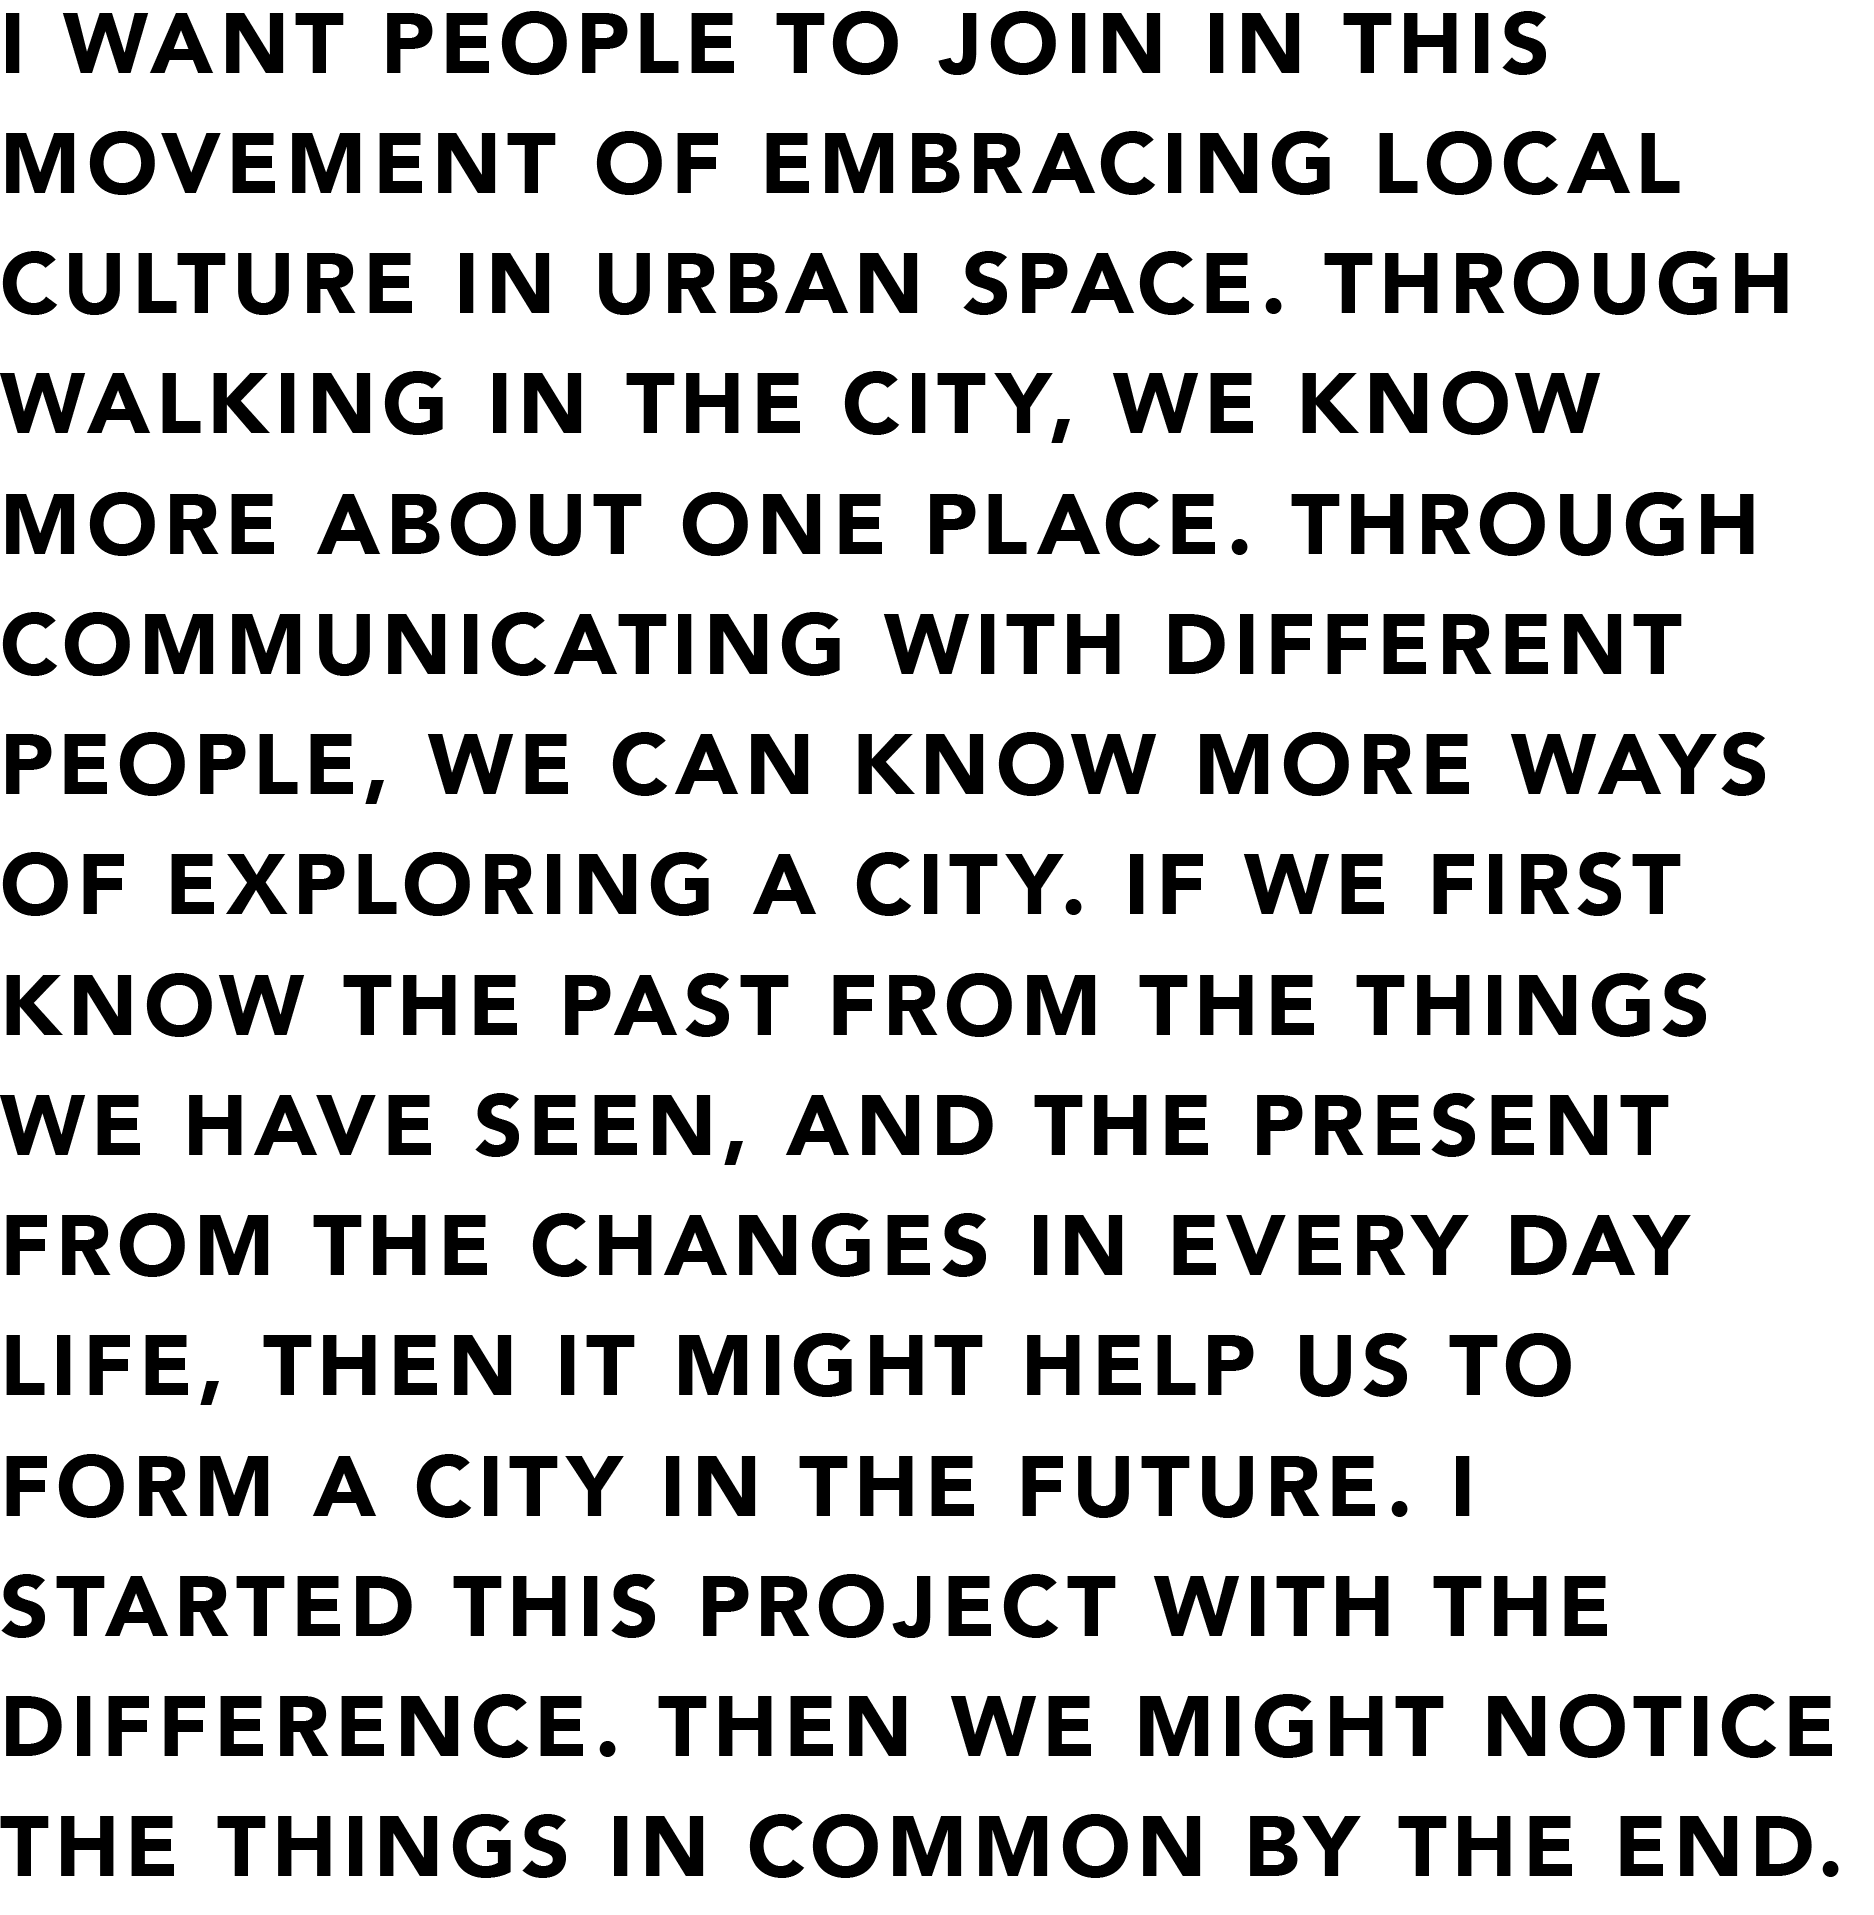 I WANT PEOPLE TO JOIN IN THIS
MOVEMENT OF EMBRACING LOCAL
CULTURE IN URBAN SPACE. THROUGH
WALKING IN THE CITY, WE KNOW
MORE ABOUT ONE PLACE. THROUGH
COMMUNICATING WITH DIFFERENT
PEOPLE, WE CAN KNOW MORE WAYS
OF EXPLORING A CITY. IF WE FIRST
KNOW THE PAST FROM THE THINGS
WE HAVE SEEN, AND THE PRESENT
FROM THE CHANGES IN EVERY DAY
LIFE, THEN IT MIGHT HELP US TO
FORM A CITY IN THE FUTURE. I
STARTED THIS PROJECT WITH THE
DIFFERENCE. THEN WE MIGHT NOTICE
THE THINGS IN COMMON BY THE END.